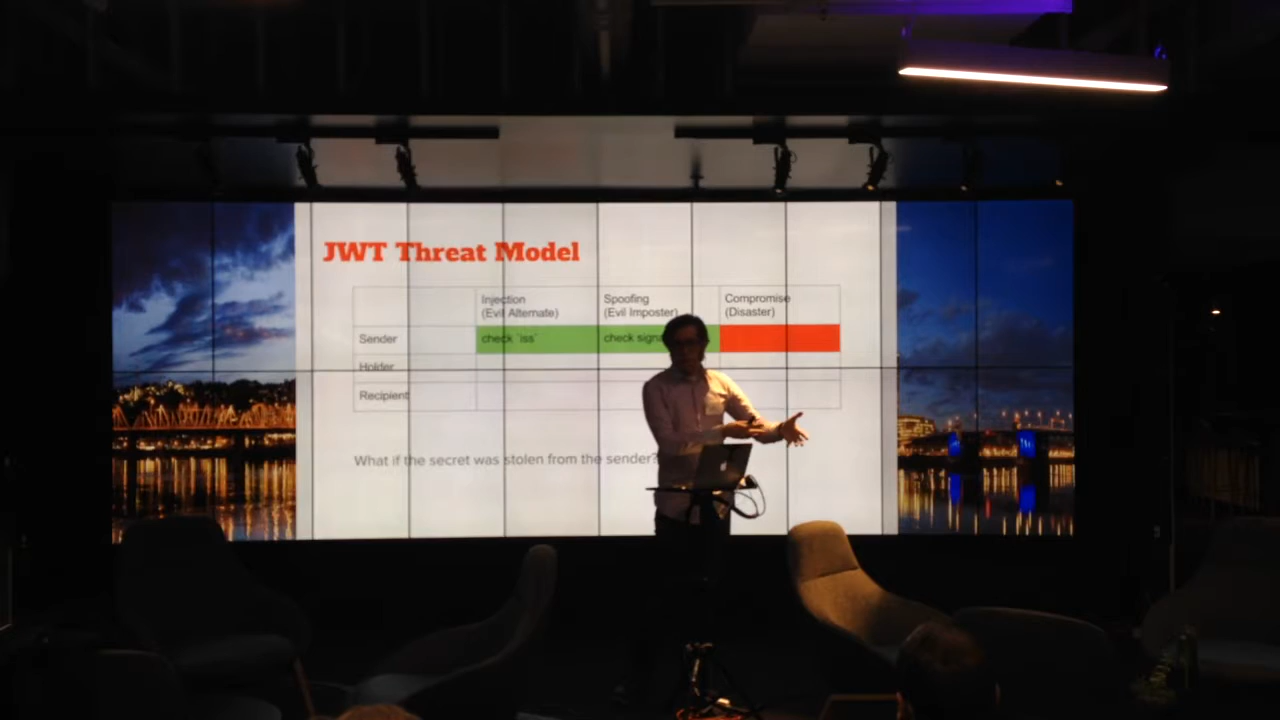 JWT Threat Model
Injection
(Evil Alternate)
Spoofing
(Evil Imposter)
Compromise
(Disaster)
Sender
check `iss`
check
Holder
Recipient
What if the secret was stolen from the sender?